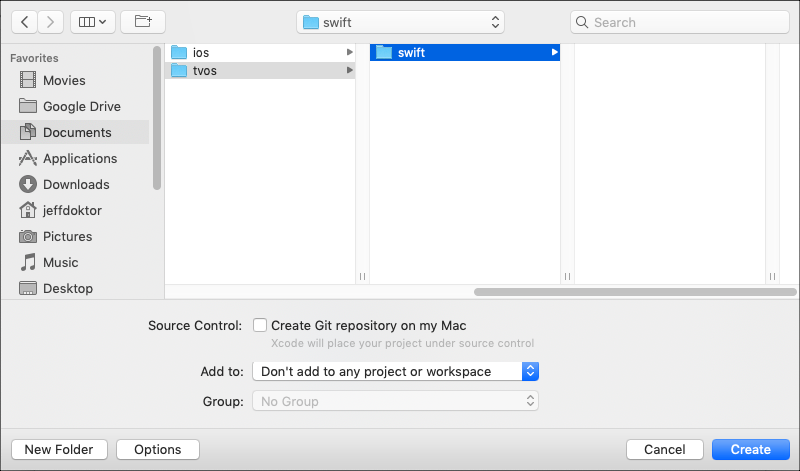 swift
Search
Favorites
Movies
Google Drive
Documents
Applications
Downloads
jeffdoktor
Pictures
Music
Desktop
ios
tvos
swift
Source Control: Create Git repository on my Mac
Xcode will place your project under source control
Add to: Don't add to any project or workspace
Group: No Group
New Folder Options Cancel Create